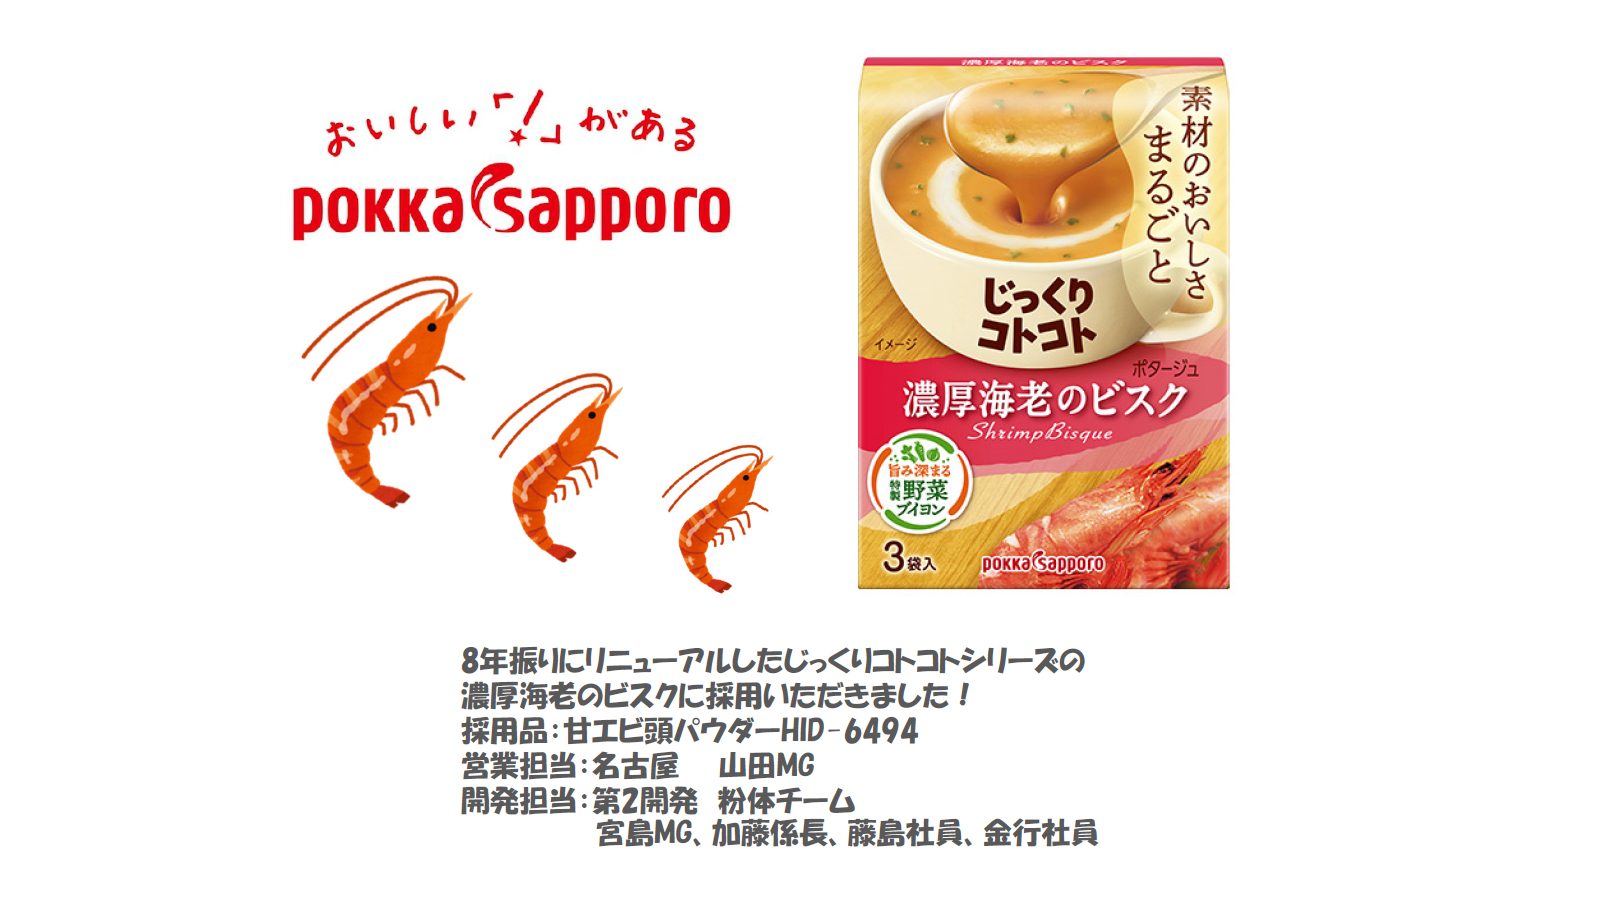 おいしい「！」がある
POKKA sapporo
濃厚海老のビスク
素材のおいしさ
まるごと
じっくり
コトコト
イメージ
ポタージュ
濃厚海老のビスク
Shrimp Bisque
旨み深まる
特製
野菜
ブイヨン
3袋入
POKKA sapporo
8年振りにリニューアルしたじっくりコトコトシリーズの
濃厚海老のビスクに採用いただきました！
採用品：甘エビ頭パウダーHID-6494
営業担当：名古屋　山田MG
開発担当：第2開発　粉体チーム
宮島MG、加藤係長、藤島社員、金行社員